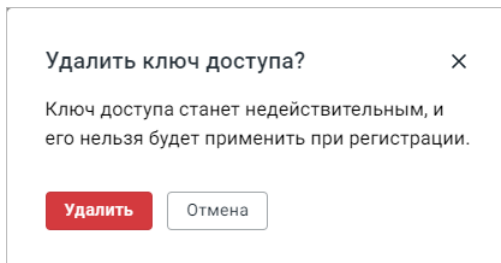 Удалить ключ доступа?
Ключ доступа станет недействительным, и
его нельзя будет применить при регистрации.
Удалить
Отмена